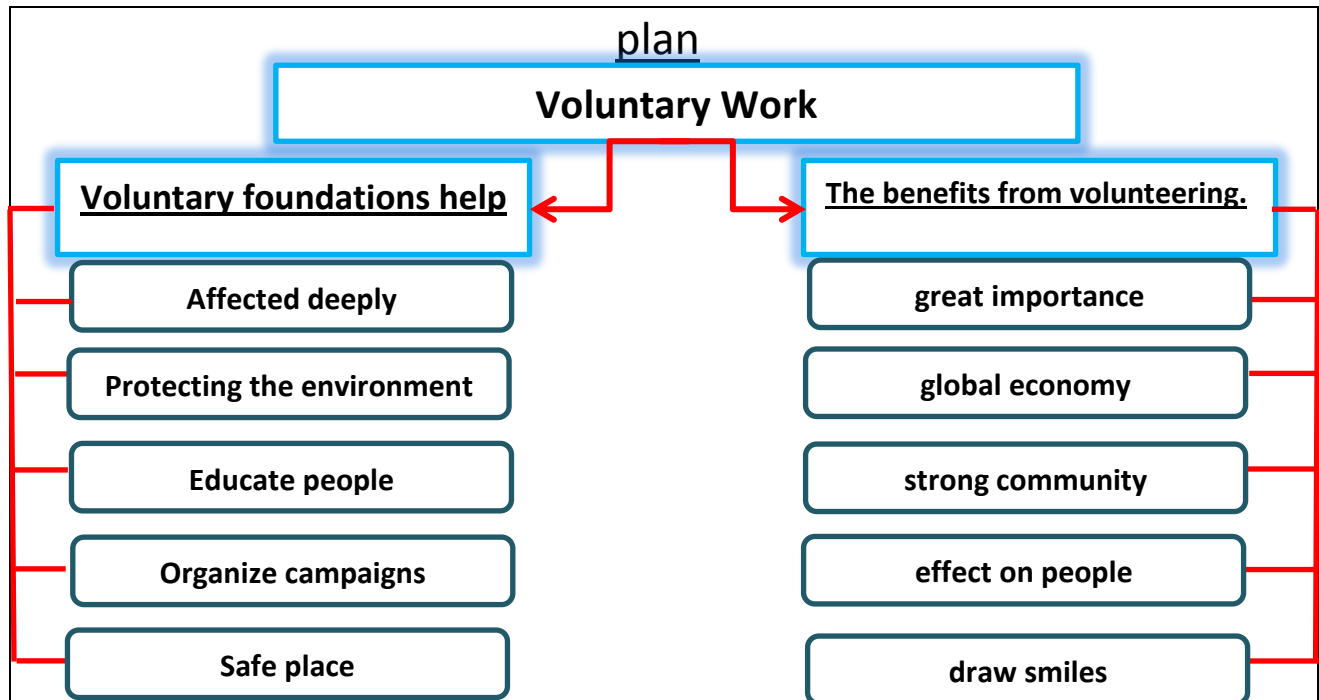 plan
Voluntary Work
Voluntary foundations help
Affected deeply
Protecting the environment
Educate people
Organize campaigns
Safe place
The benefits from volunteering.
great importance
global economy
strong community
effect on people
draw smiles